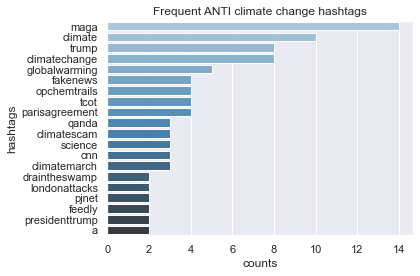 Frequent ANTI climate change hashtags
maga
climate
trump
climatechange
globalwarming
fakenews
opchemtrails
tcot
parisagreement
qanda
climatescam
science
cnn
climatemarch
draintheswamp
londonattacks
pjnet
feedly
presidenttrump
a
hashtags
0 2 4 6 8 10 12 14
counts